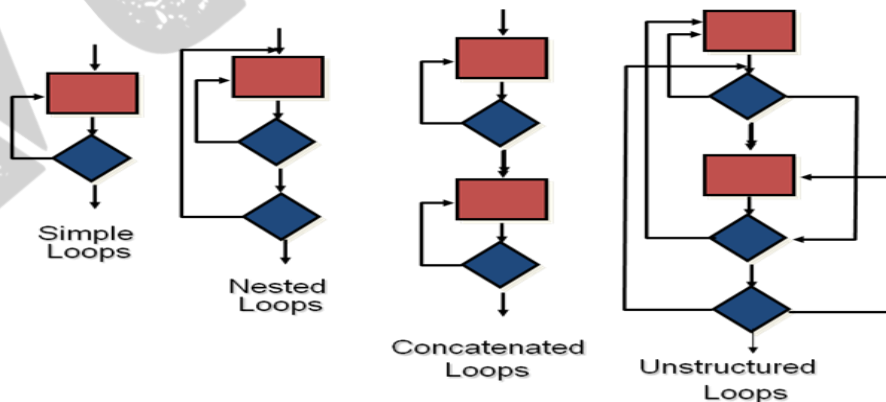 Simple
Loops
Nested
Loops
Concatenated
Loops
Unstructured
Loops